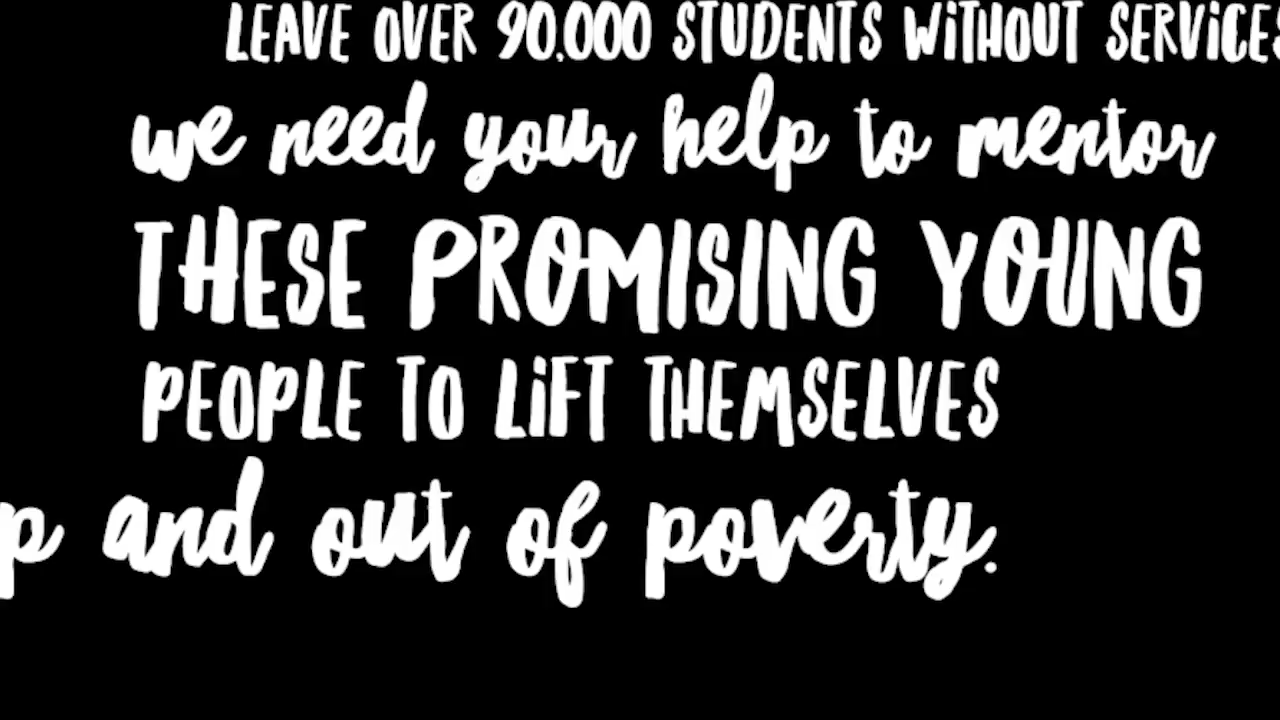 LEAVE OVER 90,000 STUDENTS WITHOUT SERVICES
we need your help to mentor
THESE PROMISING YOUNG
PEOPLE TO LIFT THEMSELVES
p and out of poverty.